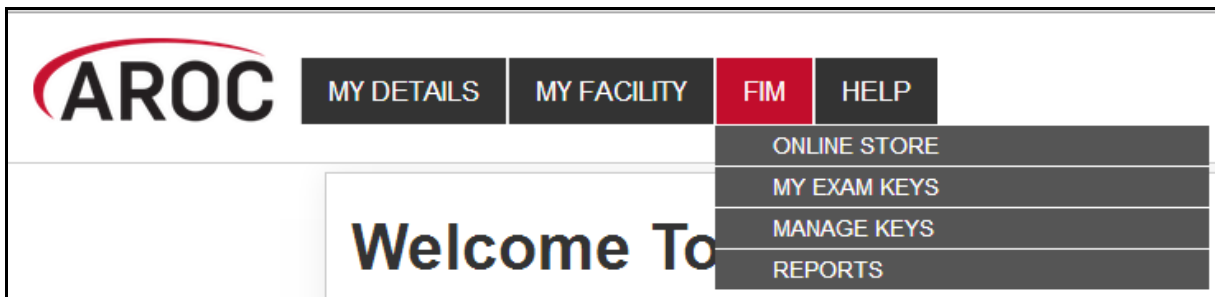 AROC
MY DETAILS MY FACILITY FIM HELP
ONLINE STORE
MY EXAM KEYS
MANAGE KEYS
REPORTS
Welcome To